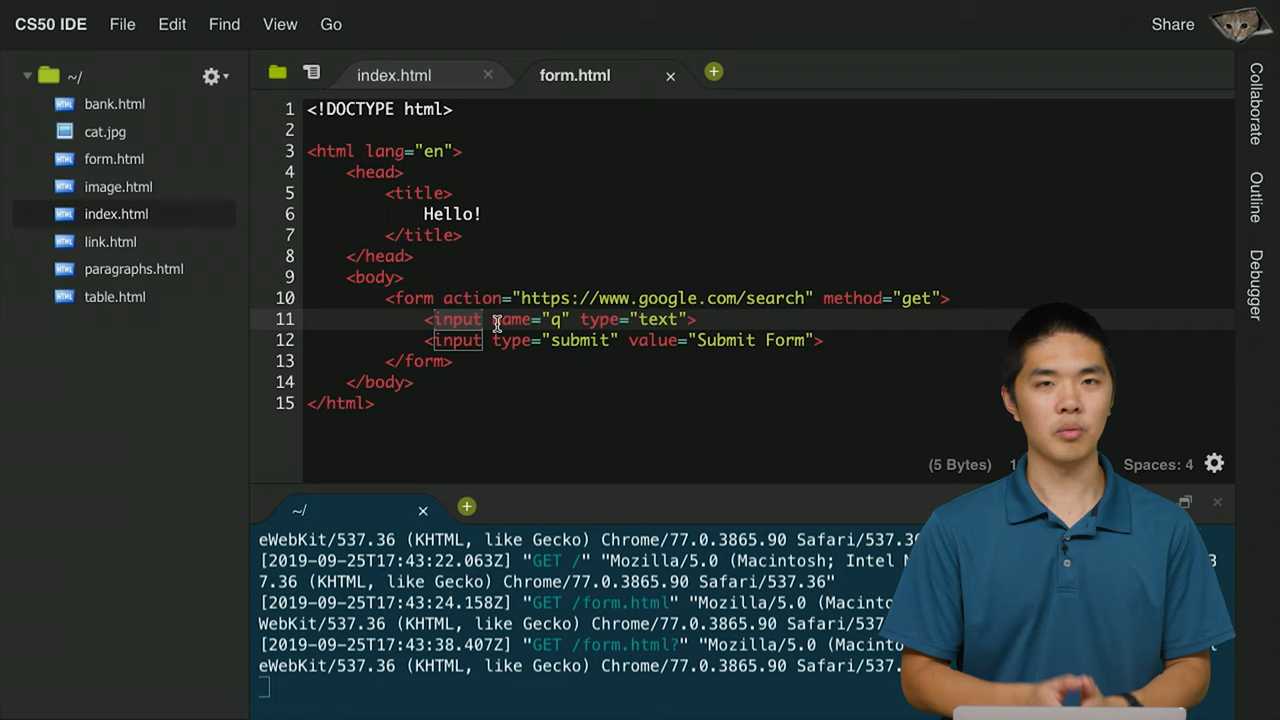 CS50 IDE File Edit Find View Go Share
~/
bank.html
cat.jpg
form.html
image.html
index.html
link.html
paragraphs.html
table.html
index.html form.html
1 <!DOCTYPE html>
2
3 <html lang="en">
4 <head>
5 <title>
6 Hello!
7 </title>
8 </head>
9 <body>
10 <form action="https://www.google.com/search" method="get">
11 <input name="q" type="text">
12 <input type="submit" value="Submit Form">
13 </form>
14 </body>
15 </html>
(5 Bytes) Spaces: 4
Collaborate
Outline
Debugger
~/
eWebKit/537.36 (KHTML, like Gecko) Chrome/77.0.3865.90 Safari/537.36
[2019-09-25T17:43:22.063Z] "GET /" "Mozilla/5.0 (Macintosh; Intel
7.36 (KHTML, like Gecko) Chrome/77.0.3865.90 Safari/537.36"
[2019-09-25T17:43:24.158Z] "GET /form.html" "Mozilla/5.0
WebKit/537.36 (KHTML, like Gecko) Chrome/77.0.3865.90 Safari/537.
[2019-09-25T17:43:38.407Z] "GET /form.html?" "Mozilla/5.0
eWebKit/537.36 (KHTML, like Gecko) Chrome/77.0.3865.90 Safari/537.